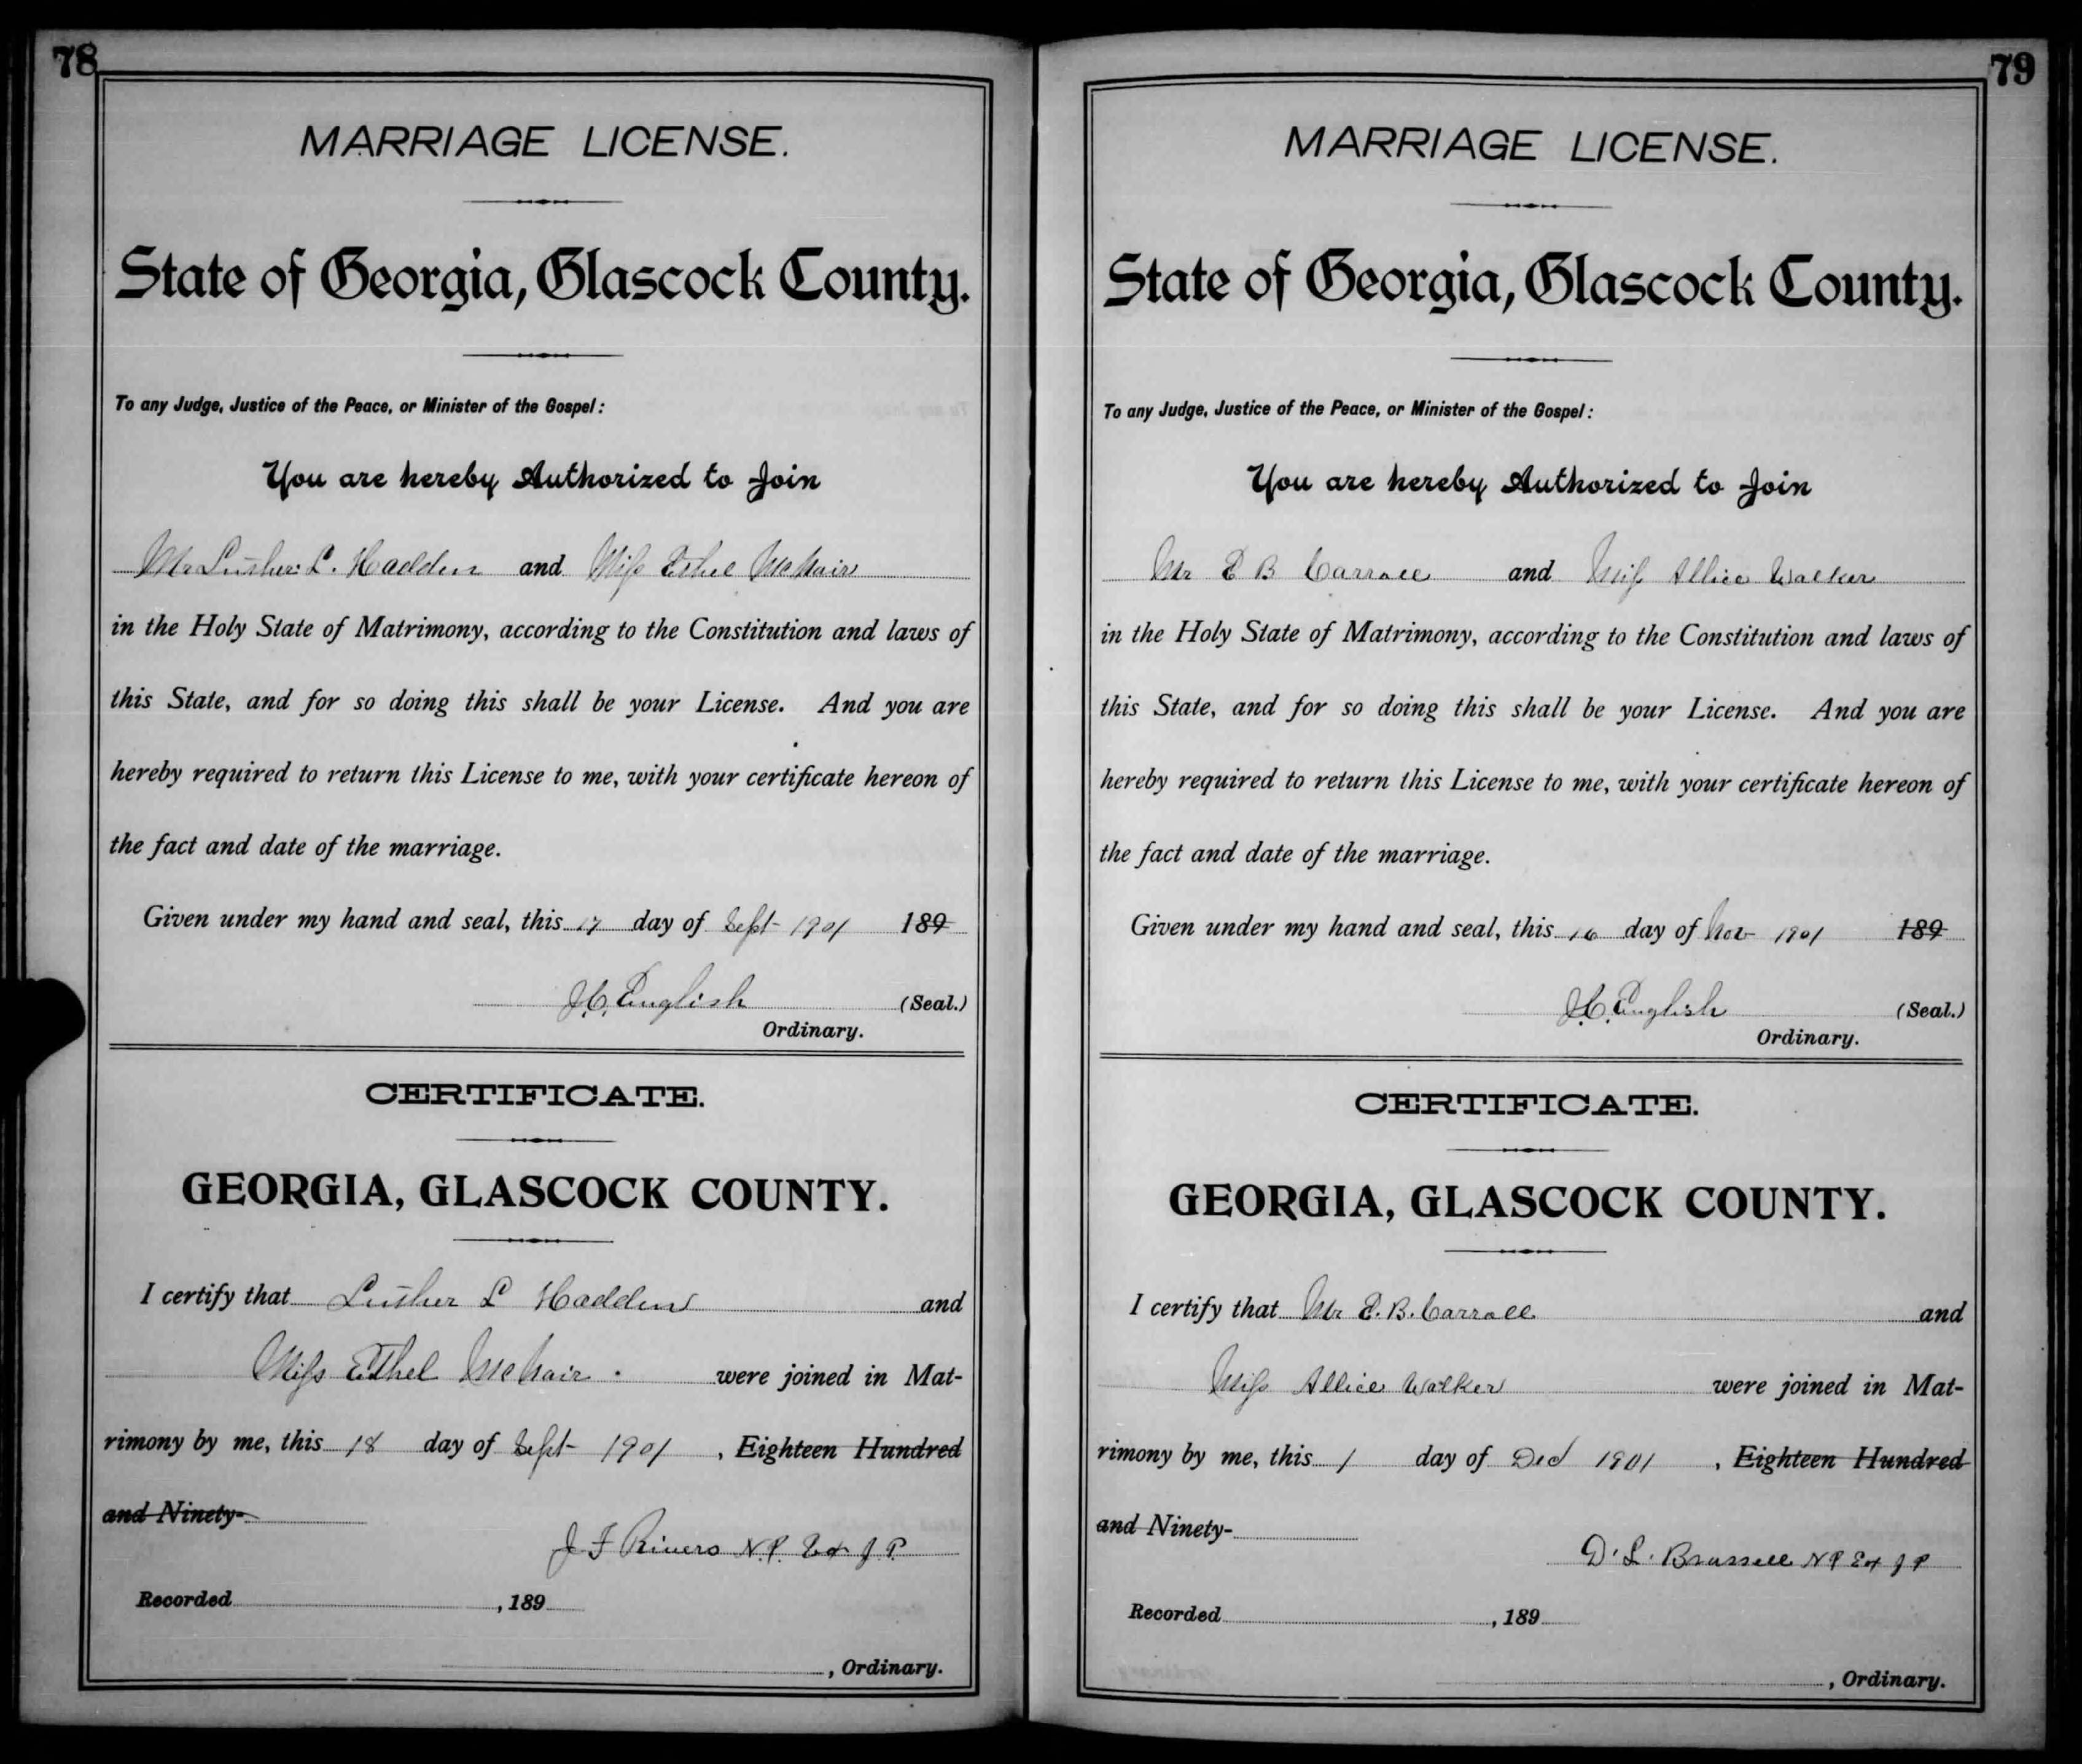 78
MARRIAGE LICENSE.
State of Georgia, Glascock County.
To any Judge, Justice of the Peace, or Minister of the Gospel:
You are hereby Authorized to Join
Mr Luther L. Hadden and Miss Ethel McNair
in the Holy State of Matrimony, according to the Constitution and laws of
this State, and for so doing this shall be your License. And you are
hereby required to return this License to me, with your certificate hereon of
the fact and date of the marriage.
Given under my hand and seal, this 17 day of Sept 1901 189
J.C. English (Seal.)
Ordinary.
CERTIFICATE.
GEORGIA, GLASCOCK COUNTY.
I certify that Luther L Hadden and
Miss Ethel McNair were joined in Mat-
rimony by me, this 18 day of Sept 1901, Eighteen Hundred
and Ninety-
J F Rivers N.P. Ex J.P.
Recorded , 189
, Ordinary.
79
MARRIAGE LICENSE.
State of Georgia, Glascock County.
To any Judge, Justice of the Peace, or Minister of the Gospel:
You are hereby Authorized to Join
Mr E B Carroll and Miss Allice Walker
in the Holy State of Matrimony, according to the Constitution and laws of
this State, and for so doing this shall be your License. And you are
hereby required to return this License to me, with your certificate hereon of
the fact and date of the marriage.
Given under my hand and seal, this 16 day of Nov 1901 189
J.C. English (Seal.)
Ordinary.
CERTIFICATE.
GEORGIA, GLASCOCK COUNTY.
I certify that Mr E. B. Carroll and
Miss Allice Walker were joined in Mat-
rimony by me, this 1 day of Dec 1901, Eighteen Hundred
and Ninety-
D. L. Brassell N P Ex J P
Recorded , 189
, Ordinary.